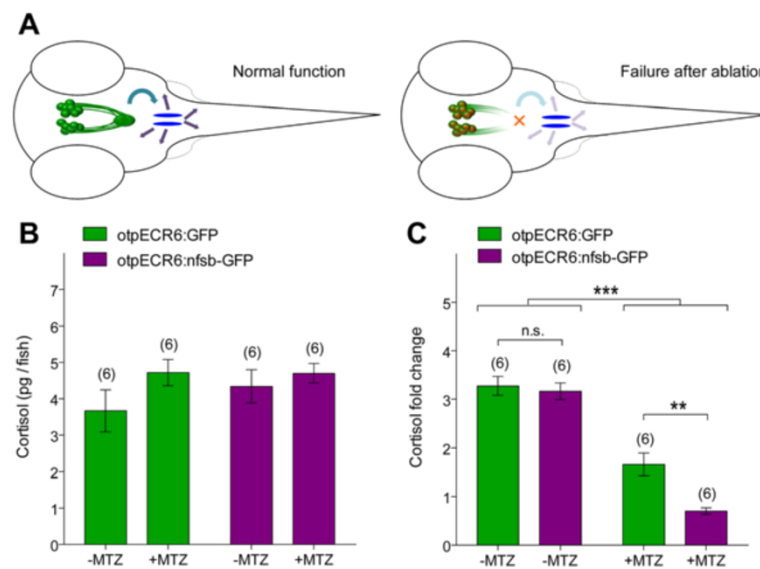 A
Normal function
Failure after ablation
B
otpECR6:GFP
otpECR6:nfsb-GFP
Cortisol (pg / fish)
7
6
5
4
3
2
1
0
(6)
(6)
(6)
(6)
-MTZ
+MTZ
-MTZ
+MTZ
C
otpECR6:GFP
otpECR6:nfsb-GFP
Cortisol fold change
5
4
3
2
1
0
***
n.s.
(6)
(6)
**
(6)
(6)
-MTZ
-MTZ
+MTZ
+MTZ